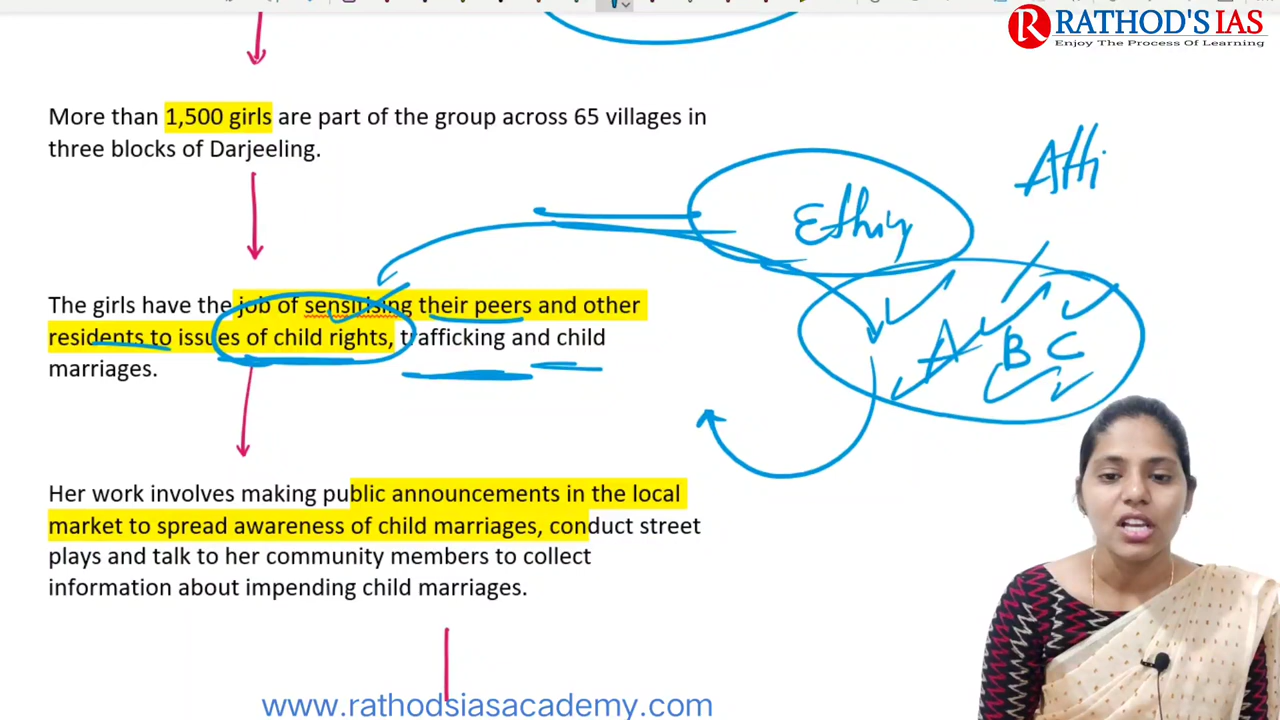 RATHOD'S IAS
Enjoy The Process Of Learning
More than 1,500 girls are part of the group across 65 villages in
three blocks of Darjeeling.
Atti
Ethi
The girls have the job of sensitising their peers and other
residents to issues of child rights, trafficking and child
marriages.
A B C
Her work involves making public announcements in the local
market to spread awareness of child marriages, conduct street
plays and talk to her community members to collect
information about impending child marriages.
www.rathodsiasacademy.com